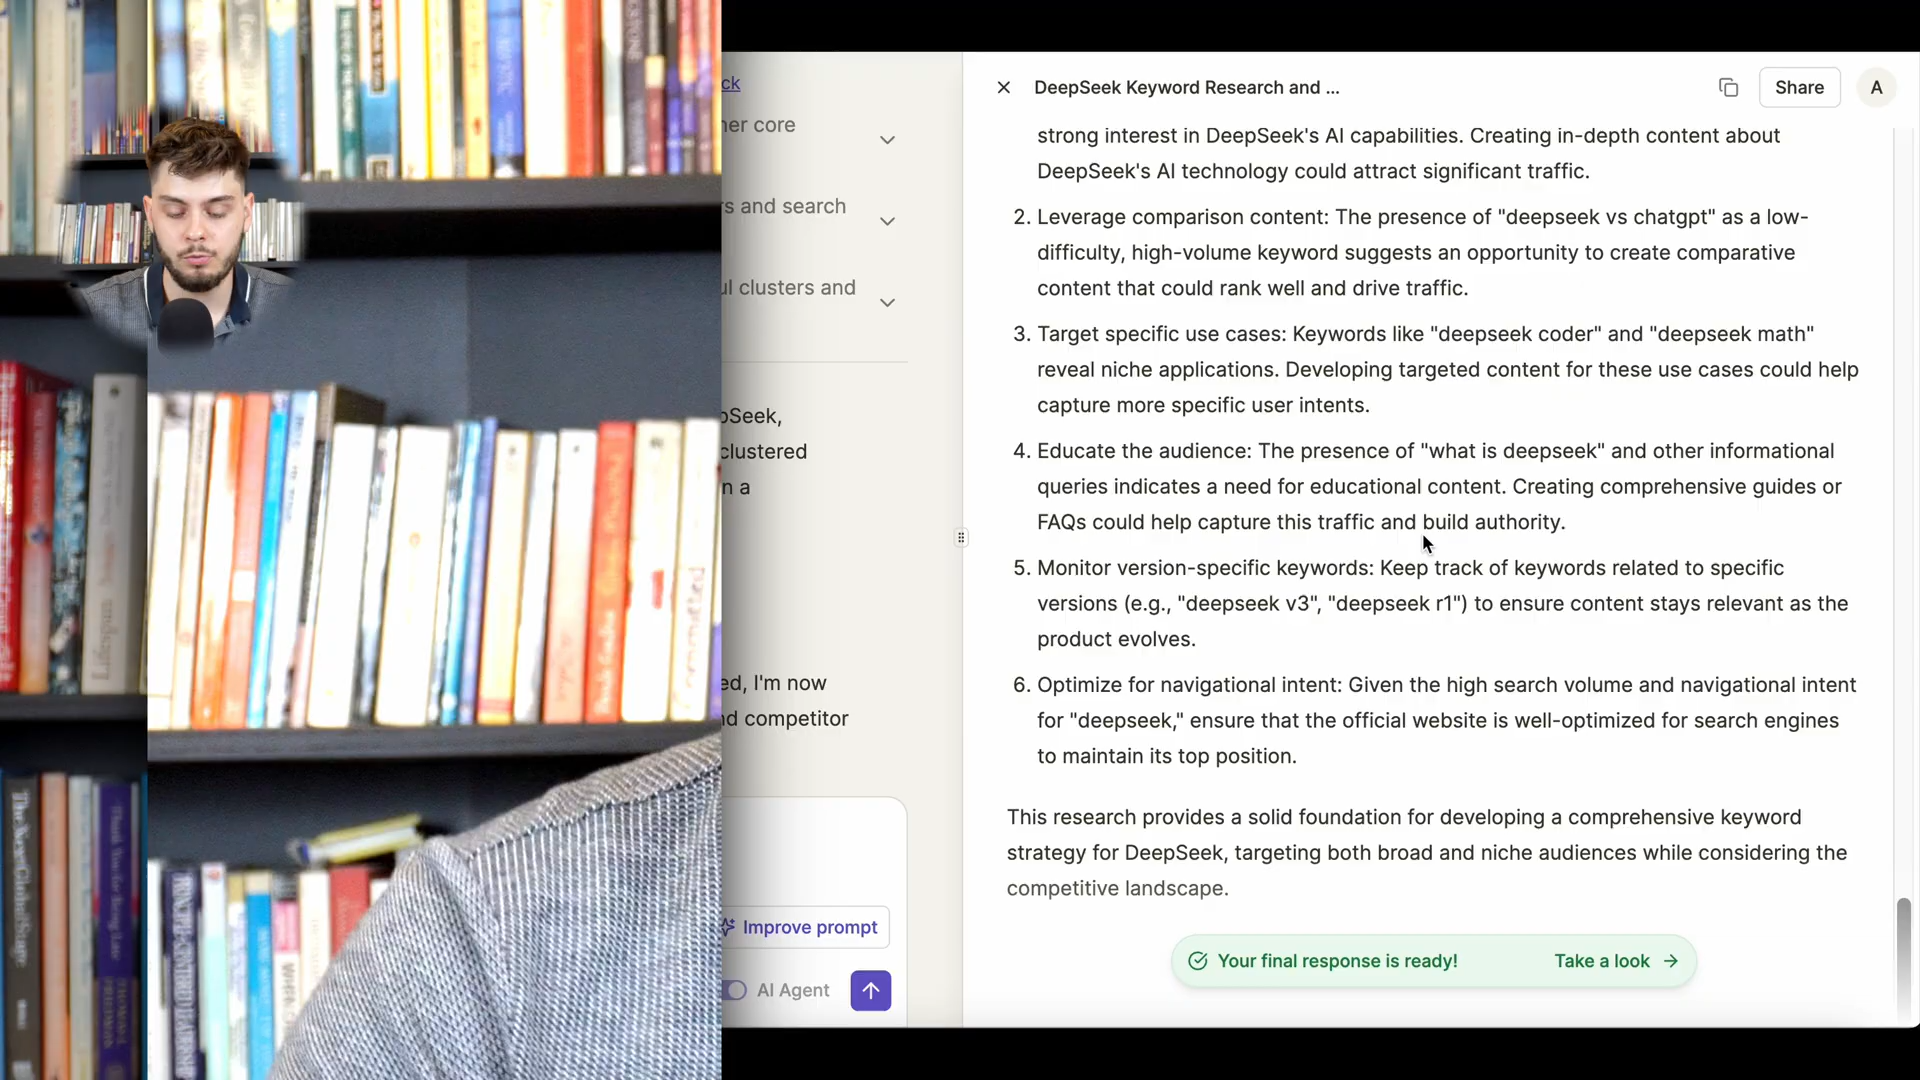 ck
DeepSeek Keyword Research and ...
Share
A
ner core
s and search
l clusters and
pSeek,
clustered
n a
ed, I'm now
nd competitor
Improve prompt
AI Agent
strong interest in DeepSeek's AI capabilities. Creating in-depth content about
DeepSeek's AI technology could attract significant traffic.
2. Leverage comparison content: The presence of "deepseek vs chatgpt" as a low-
difficulty, high-volume keyword suggests an opportunity to create comparative
content that could rank well and drive traffic.
3. Target specific use cases: Keywords like "deepseek coder" and "deepseek math"
reveal niche applications. Developing targeted content for these use cases could help
capture more specific user intents.
4. Educate the audience: The presence of "what is deepseek" and other informational
queries indicates a need for educational content. Creating comprehensive guides or
FAQs could help capture this traffic and build authority.
5. Monitor version-specific keywords: Keep track of keywords related to specific
versions (e.g., "deepseek v3", "deepseek r1") to ensure content stays relevant as the
product evolves.
6. Optimize for navigational intent: Given the high search volume and navigational intent
for "deepseek," ensure that the official website is well-optimized for search engines
to maintain its top position.
This research provides a solid foundation for developing a comprehensive keyword
strategy for DeepSeek, targeting both broad and niche audiences while considering the
competitive landscape.
Your final response is ready!
Take a look